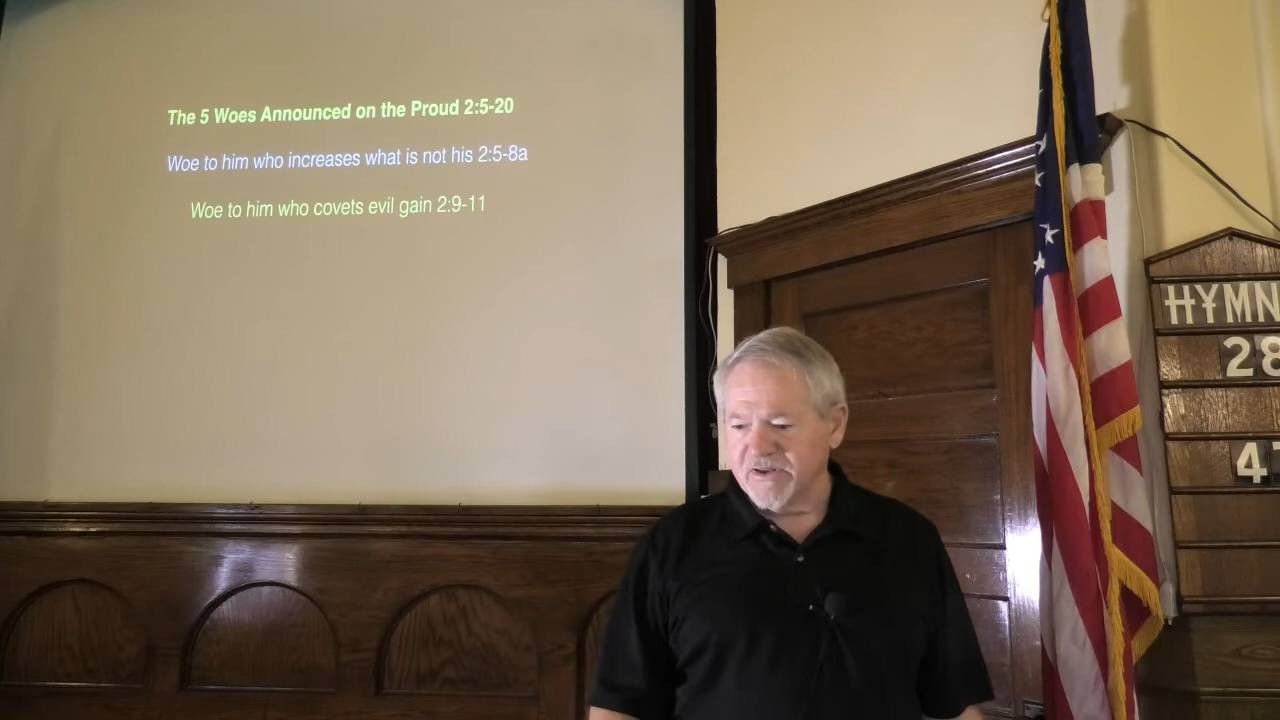 The 5 Woes Announced on the Proud 2:5-20
Woe to him who increases what is not his 2:5-8a
Woe to him who covets evil gain 2:9-11
HYMN
28
4